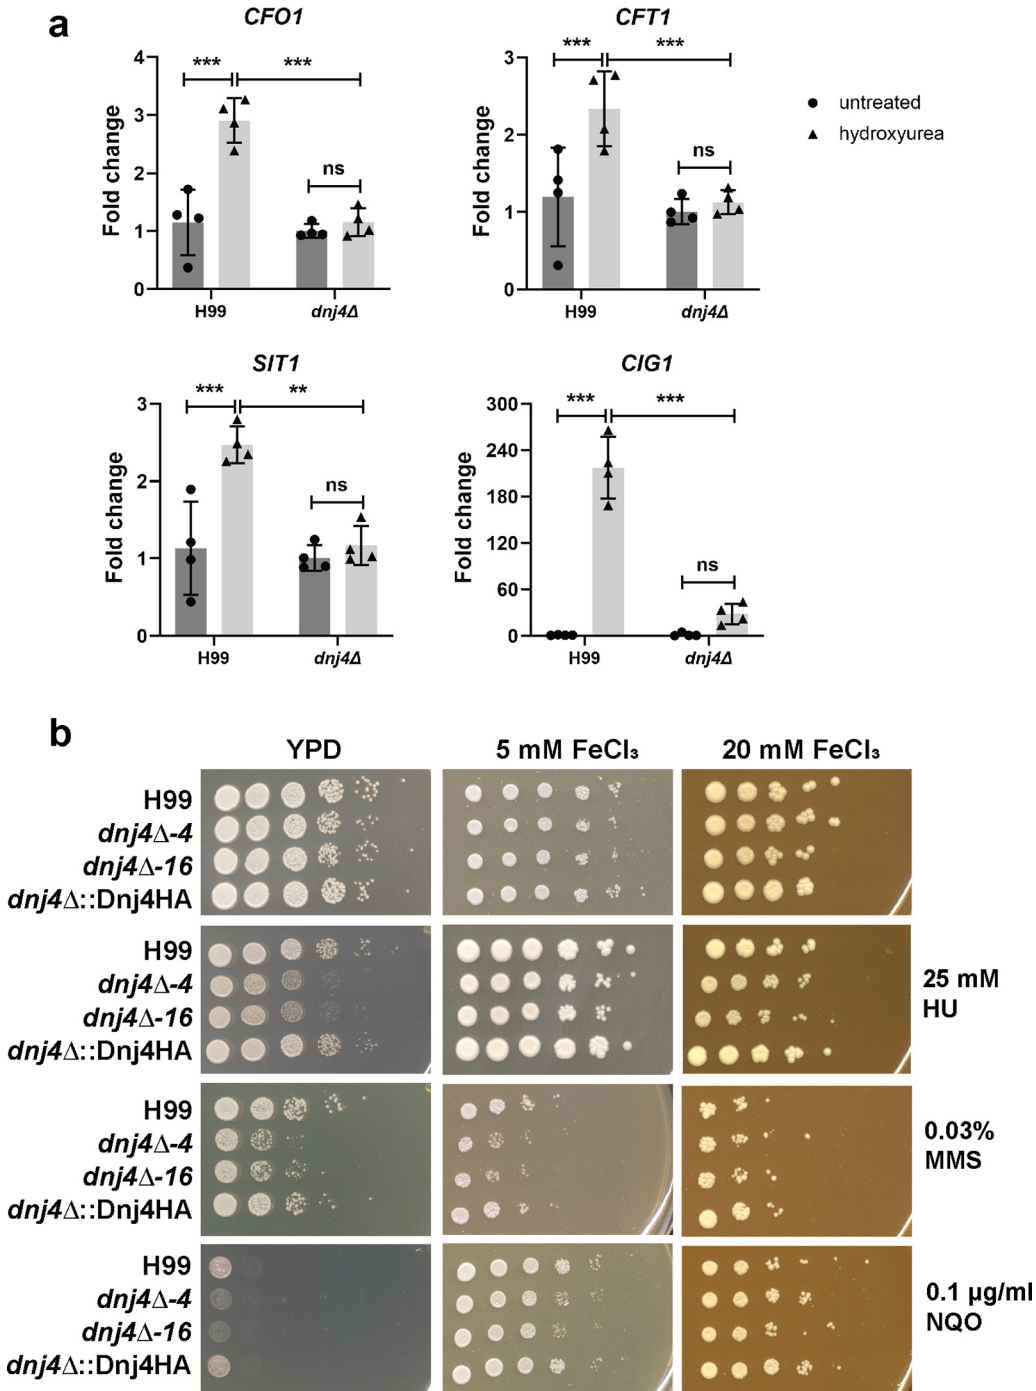 a
CFO1
Fold change
4
3
2
1
0
***
***
ns
H99
dnj4Δ
CFT1
Fold change
3
2
1
0
***
***
ns
H99
dnj4Δ
untreated
hydroxyurea
SIT1
Fold change
3
2
1
0
***
**
ns
H99
dnj4Δ
CIG1
Fold change
300
240
180
120
60
0
***
***
ns
H99
dnj4Δ
b
YPD
5 mM FeCl₃
20 mM FeCl₃
H99
dnj4Δ-4
dnj4Δ-16
dnj4Δ::Dnj4HA
H99
dnj4Δ-4
dnj4Δ-16
dnj4Δ::Dnj4HA
25 mM
HU
H99
dnj4Δ-4
dnj4Δ-16
dnj4Δ::Dnj4HA
0.03%
MMS
H99
dnj4Δ-4
dnj4Δ-16
dnj4Δ::Dnj4HA
0.1 µg/ml
NQO